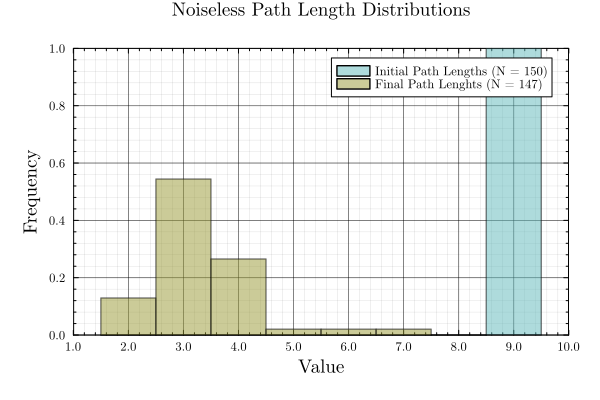 Noiseless Path Length Distributions
Initial Path Lengths (N = 150)
Final Path Lenghts (N = 147)
Frequency
1.0
0.8
0.6
0.4
0.2
0.0
1.0 2.0 3.0 4.0 5.0 6.0 7.0 8.0 9.0 10.0
Value